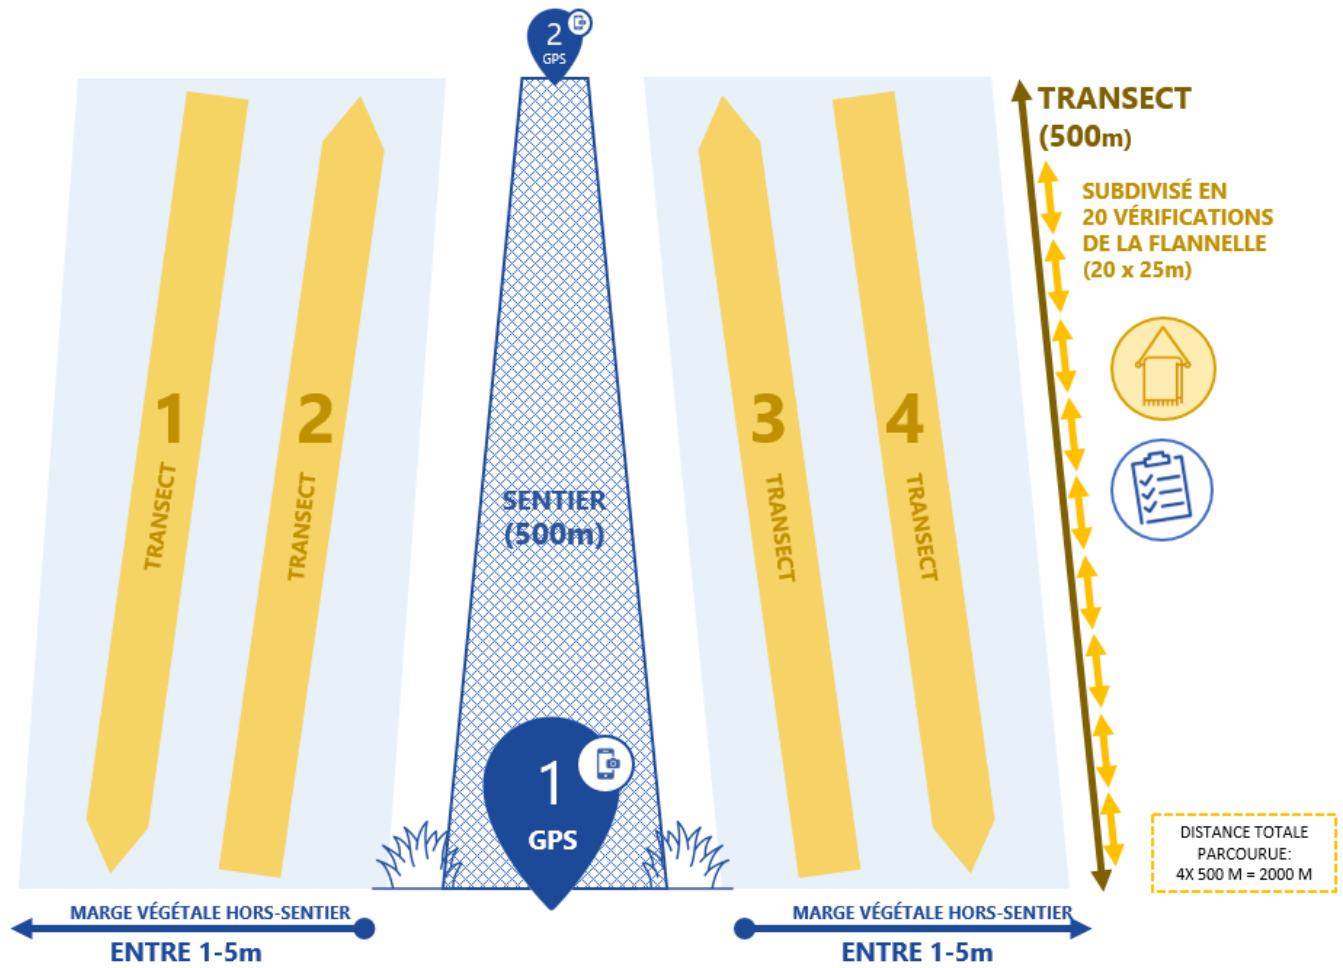 2
GPS
TRANSECT
(500m)
SUBDIVISÉ EN
20 VÉRIFICATIONS
DE LA FLANNELLE
(20 x 25m)
1
TRANSECT
2
TRANSECT
SENTIER
(500m)
3
TRANSECT
4
TRANSECT
1
GPS
DISTANCE TOTALE
PARCOURUE:
4X 500 M = 2000 M
MARGE VÉGÉTALE HORS-SENTIER
ENTRE 1-5m
MARGE VÉGÉTALE HORS-SENTIER
ENTRE 1-5m